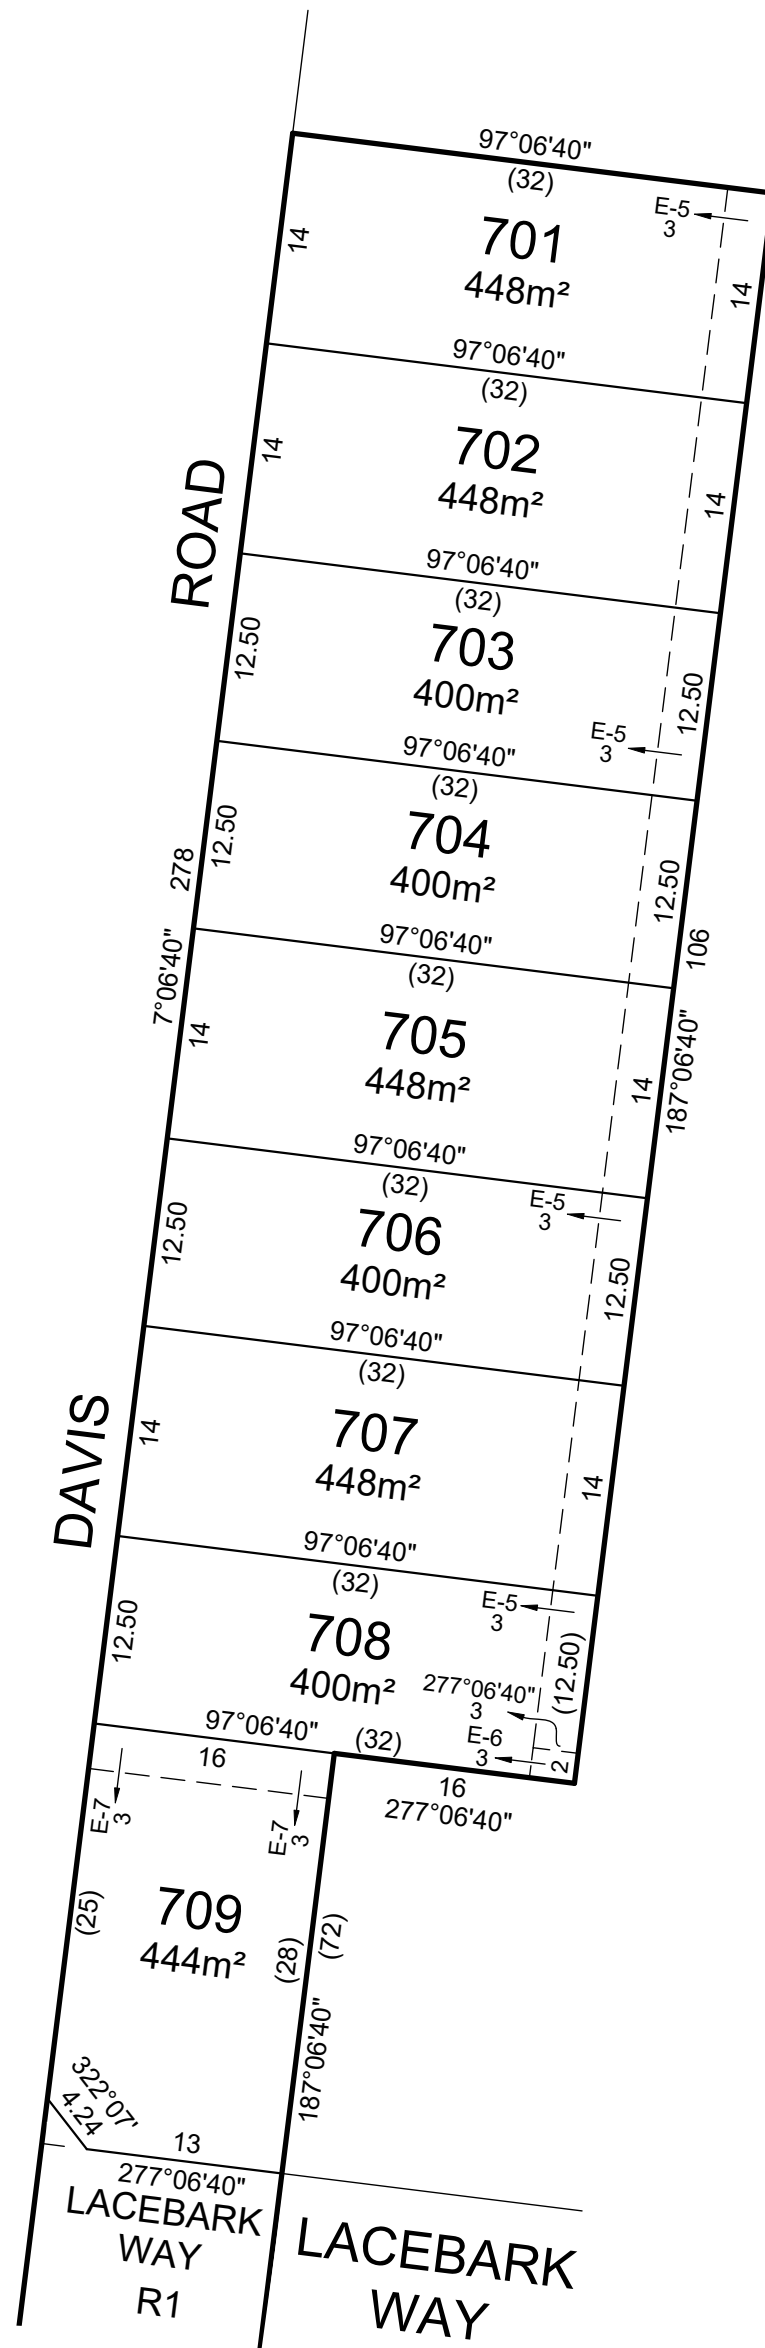 97°06'40"
(32)
E-5
3
701
448m²
14
14
97°06'40"
(32)
702
448m²
14
14
ROAD
97°06'40"
(32)
703
400m²
12.50
12.50
E-5
3
97°06'40"
(32)
704
400m²
12.50
12.50
278
7°06'40"
106
187°06'40"
97°06'40"
(32)
705
448m²
14
14
97°06'40"
(32)
E-5
3
706
400m²
12.50
12.50
97°06'40"
(32)
707
448m²
14
14
DAVIS
97°06'40"
(32)
E-5
3
708
400m²
12.50
(12.50)
277°06'40"
3
E-6
3
2
97°06'40"
(32)
16
16
277°06'40"
E-7
3
E-7
3
709
444m²
(25)
(28)
(72)
187°06'40"
322°07'
4.24
13
277°06'40"
LACEBARK
WAY
R1
LACEBARK
WAY